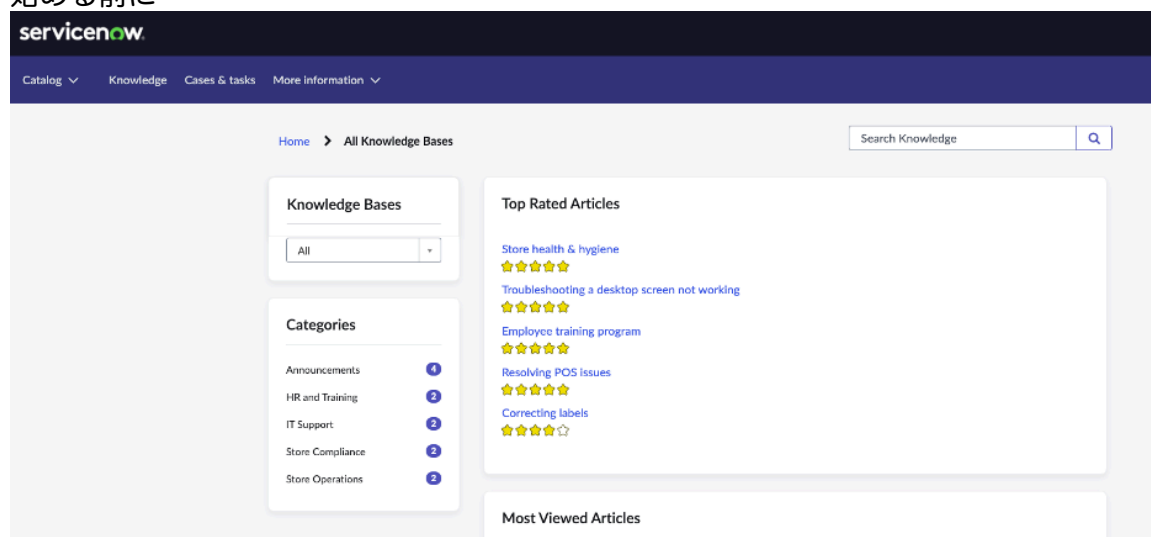 始める前に
servicenow.
Catalog
Knowledge
Cases & tasks
More information
Home > All Knowledge Bases
Search Knowledge
Knowledge Bases
All
Categories
Announcements 4
HR and Training 2
IT Support 2
Store Compliance 2
Store Operations 2
Top Rated Articles
Store health & hygiene
Troubleshooting a desktop screen not working
Employee training program
Resolving POS issues
Correcting labels
Most Viewed Articles